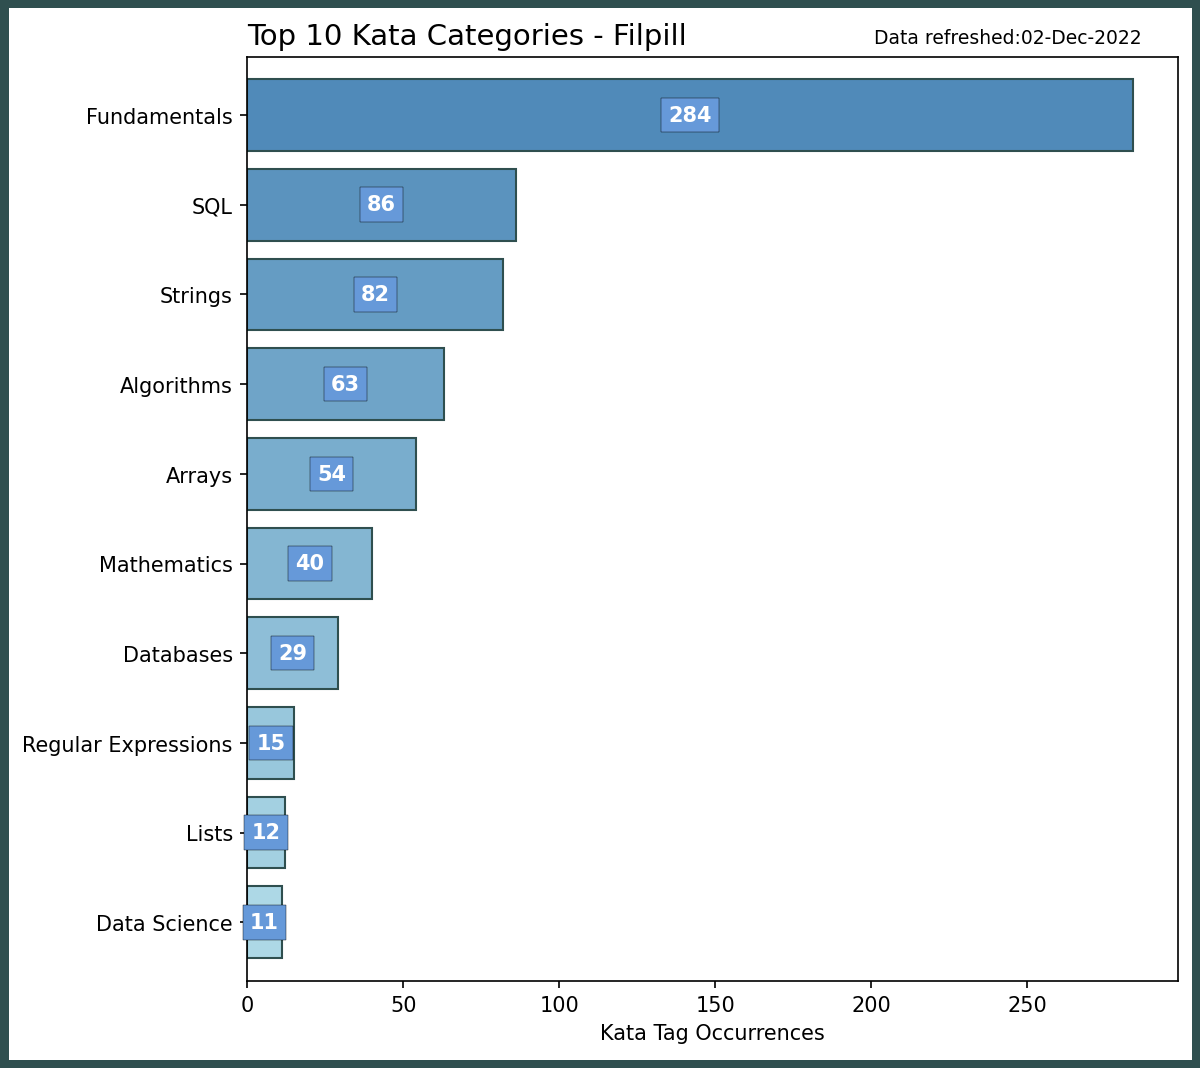 Top 10 Kata Categories - Filpill
Data refreshed:02-Dec-2022
Fundamentals 284
SQL 86
Strings 82
Algorithms 63
Arrays 54
Mathematics 40
Databases 29
Regular Expressions 15
Lists 12
Data Science 11
0 50 100 150 200 250
Kata Tag Occurrences